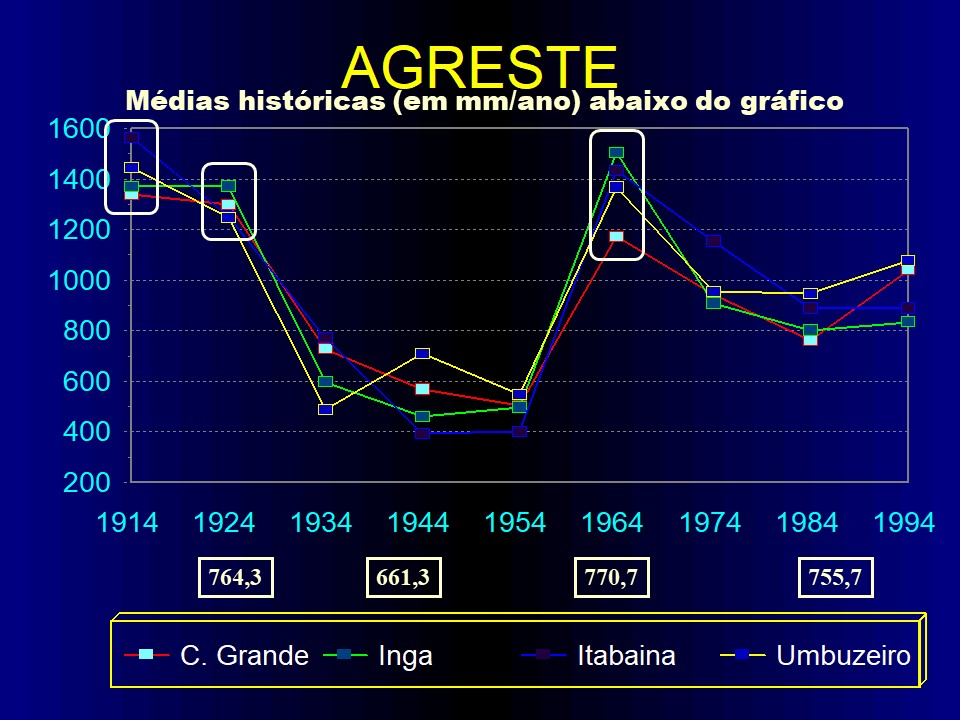 AGRESTE
Médias históricas (em mm/ano) abaixo do gráfico
1600
1400
1200
1000
800
600
400
200
1914 1924 1934 1944 1954 1964 1974 1984 1994
764,3 661,3 770,7 755,7
C. Grande Inga Itabaina Umbuzeiro